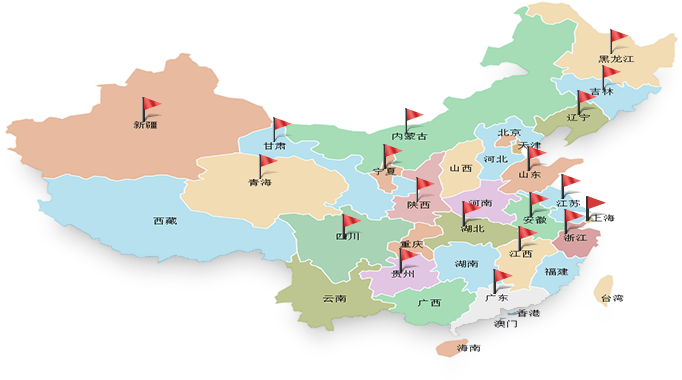 黑龙江
吉林
辽宁
新疆
内蒙古
甘肃
北京
天津
河北
山西
宁夏
山东
青海
陕西
河南
江苏
西藏
安徽
上海
四川
湖北
浙江
重庆
江西
湖南
贵州
福建
云南
广西
广东
台湾
香港
澳门
海南